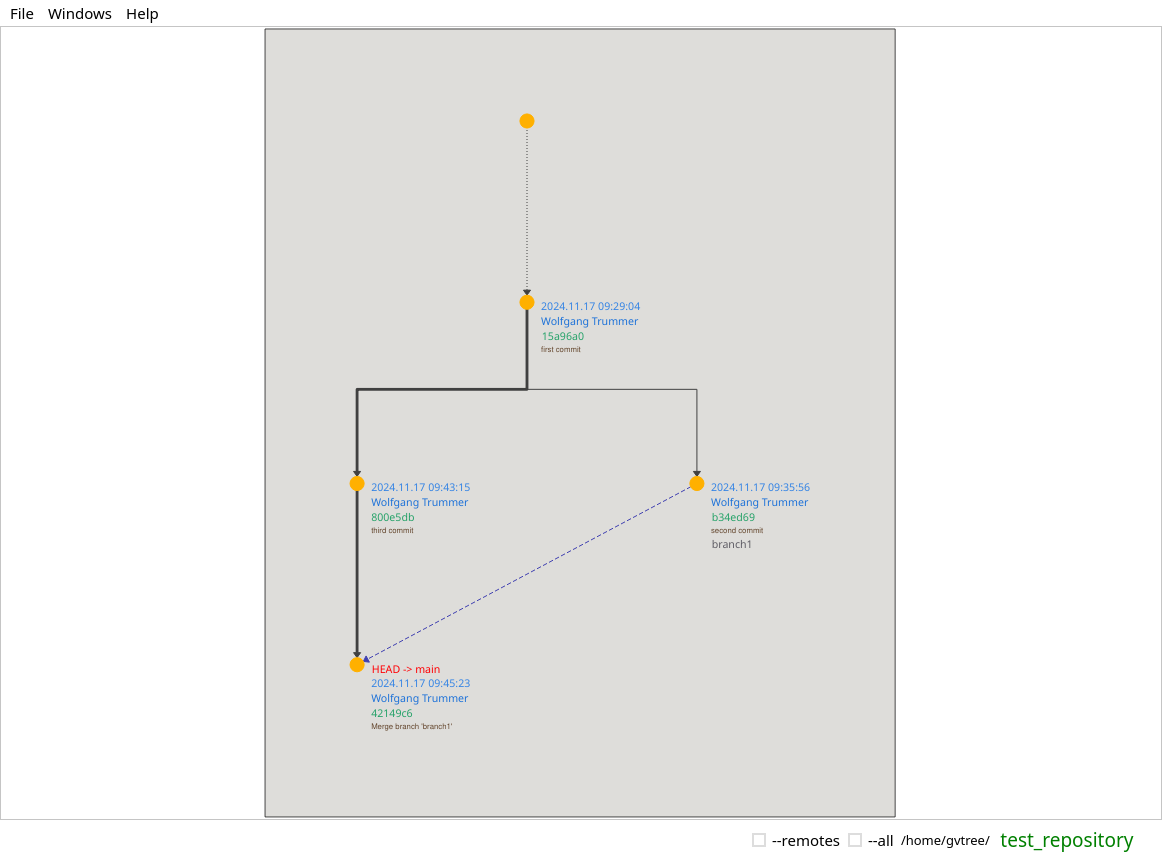 File Windows Help
2024.11.17 09:29:04
Wolfgang Trummer
15a96a0
first commit
2024.11.17 09:43:15
Wolfgang Trummer
800e5db
third commit
2024.11.17 09:35:56
Wolfgang Trummer
b34ed69
second commit
branch1
HEAD -> main
2024.11.17 09:45:23
Wolfgang Trummer
42149c6
Merge branch 'branch1'
--remotes --all /home/gvtree/ test_repository